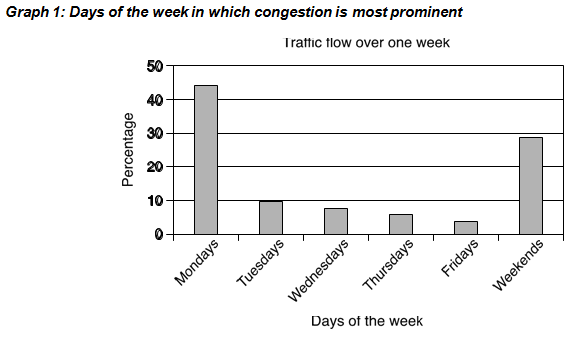 Graph 1: Days of the week in which congestion is most prominent
Traffic flow over one week
Percentage
50
40
30
20
10
0
Mondays
Tuesdays
Wednesdays
Thursdays
Fridays
Weekends
Days of the week